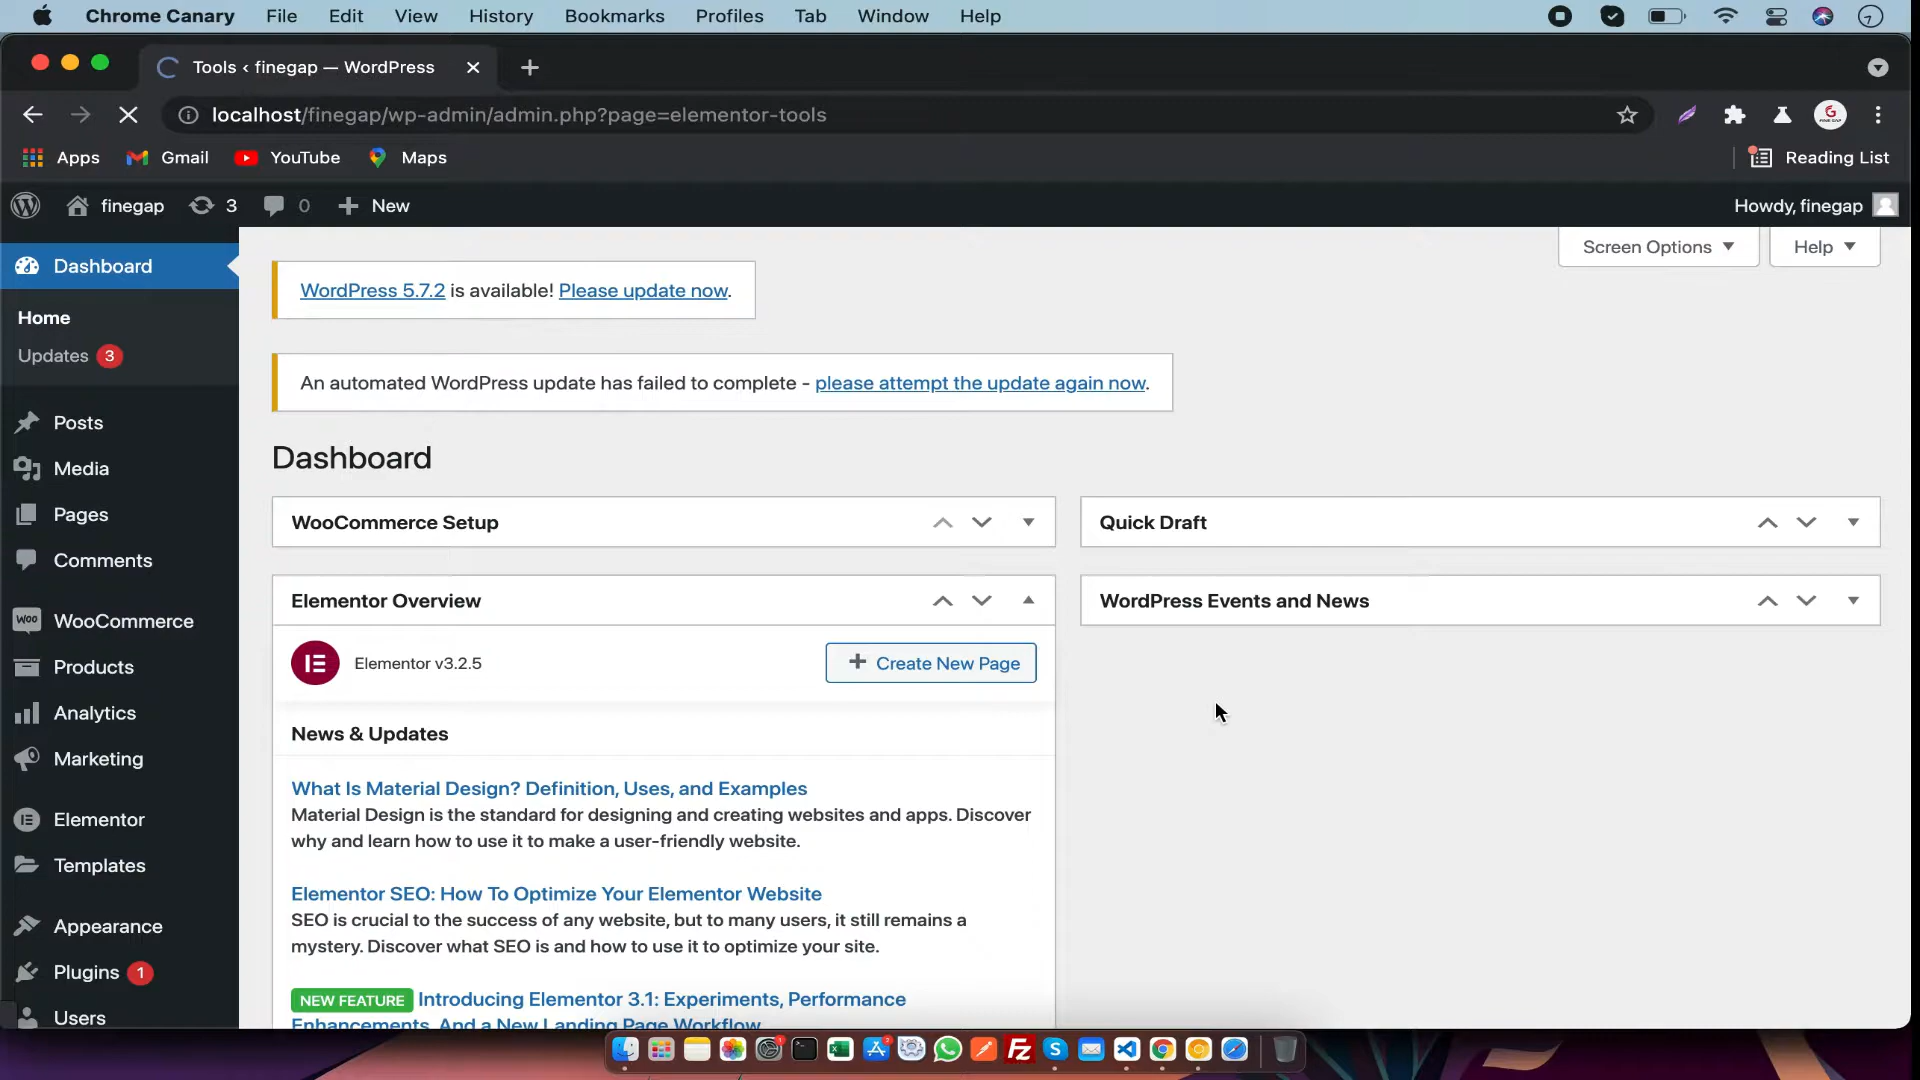 Chrome Canary File Edit View History Bookmarks Profiles Tab Window Help
Tools ‹ finegap — WordPress
localhost/finegap/wp-admin/admin.php?page=elementor-tools
Apps Gmail YouTube Maps Reading List
finegap 3 0 New Howdy, finegap
Screen Options Help
Dashboard
Home
Updates 3
Posts
Media
Pages
Comments
WooCommerce
Products
Analytics
Marketing
Elementor
Templates
Appearance
Plugins 1
Users
WordPress 5.7.2 is available! Please update now.
An automated WordPress update has failed to complete - please attempt the update again now.
Dashboard
WooCommerce Setup
Elementor Overview
Elementor v3.2.5
Create New Page
News & Updates
What Is Material Design? Definition, Uses, and Examples
Material Design is the standard for designing and creating websites and apps. Discover
why and learn how to use it to make a user-friendly website.
Elementor SEO: How To Optimize Your Elementor Website
SEO is crucial to the success of any website, but to many users, it still remains a
mystery. Discover what SEO is and how to use it to optimize your site.
NEW FEATURE Introducing Elementor 3.1: Experiments, Performance
Enhancements, And a New Landing Page Workflow
Quick Draft
WordPress Events and News